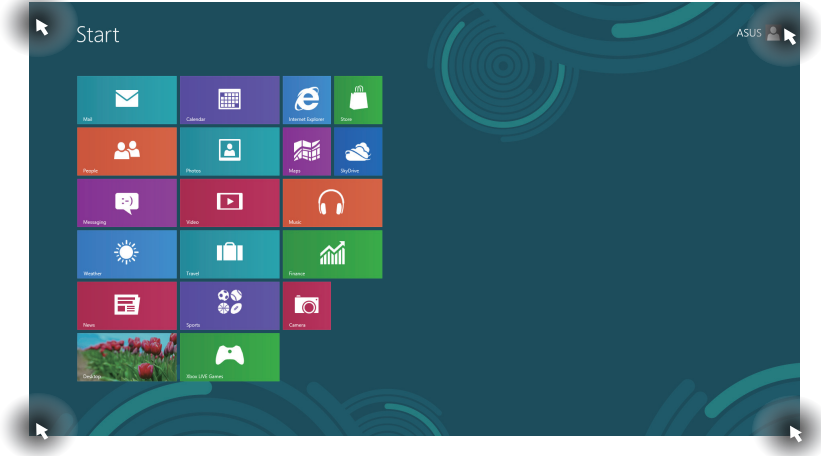 Start
ASUS
Mail
Calendar
Internet Explorer
Store
People
Photos
Maps
SkyDrive
Messaging
:-)
Video
Music
Weather
Travel
Finance
News
Sports
Camera
Desktop
Xbox LIVE Games